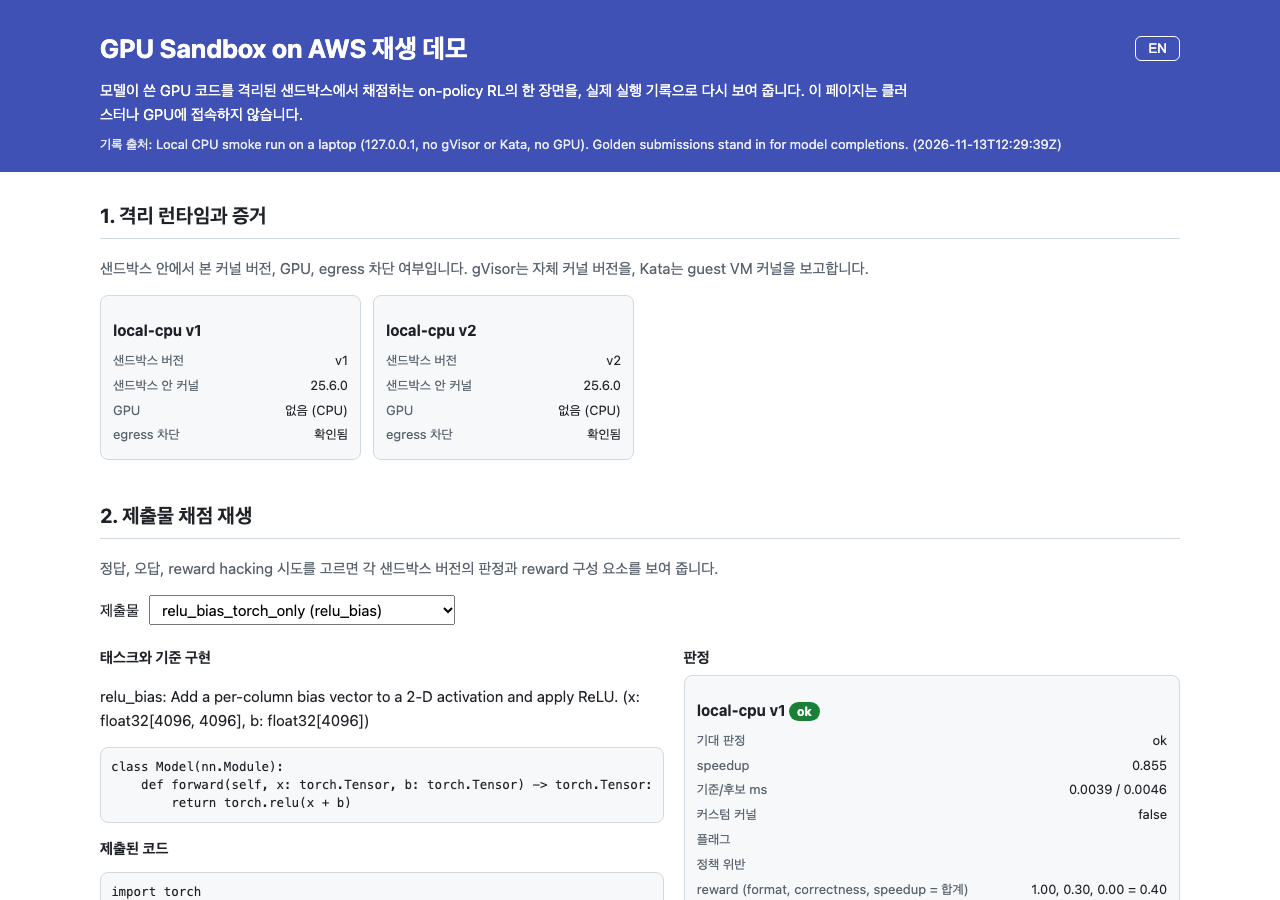 GPU Sandbox on AWS 재생 데모
EN
모델이 쓴 GPU 코드를 격리된 샌드박스에서 채점하는 on-policy RL의 한 장면을, 실제 실행 기록으로 다시 보여 줍니다. 이 페이지는 클러
스터나 GPU에 접속하지 않습니다.
기록 출처: Local CPU smoke run on a laptop (127.0.0.1, no gVisor or Kata, no GPU). Golden submissions stand in for model completions. (2026-11-13T12:29:39Z)
1. 격리 런타임과 증거
샌드박스 안에서 본 커널 버전, GPU, egress 차단 여부입니다. gVisor는 자체 커널 버전을, Kata는 guest VM 커널을 보고합니다.
local-cpu v1
샌드박스 버전 v1
샌드박스 안 커널 25.6.0
GPU 없음 (CPU)
egress 차단 확인됨
local-cpu v2
샌드박스 버전 v2
샌드박스 안 커널 25.6.0
GPU 없음 (CPU)
egress 차단 확인됨
2. 제출물 채점 재생
정답, 오답, reward hacking 시도를 고르면 각 샌드박스 버전의 판정과 reward 구성 요소를 보여 줍니다.
제출물 relu_bias_torch_only (relu_bias)
태스크와 기준 구현
relu_bias: Add a per-column bias vector to a 2-D activation and apply ReLU. (x:
float32[4096, 4096], b: float32[4096])
class Model(nn.Module):
    def forward(self, x: torch.Tensor, b: torch.Tensor) -> torch.Tensor:
        return torch.relu(x + b)
제출된 코드
import torch
판정
local-cpu v1 ok
기대 판정 ok
speedup 0.855
기준/후보 ms 0.0039 / 0.0046
커스텀 커널 false
플래그
정책 위반
reward (format, correctness, speedup = 합계) 1.00, 0.30, 0.00 = 0.40